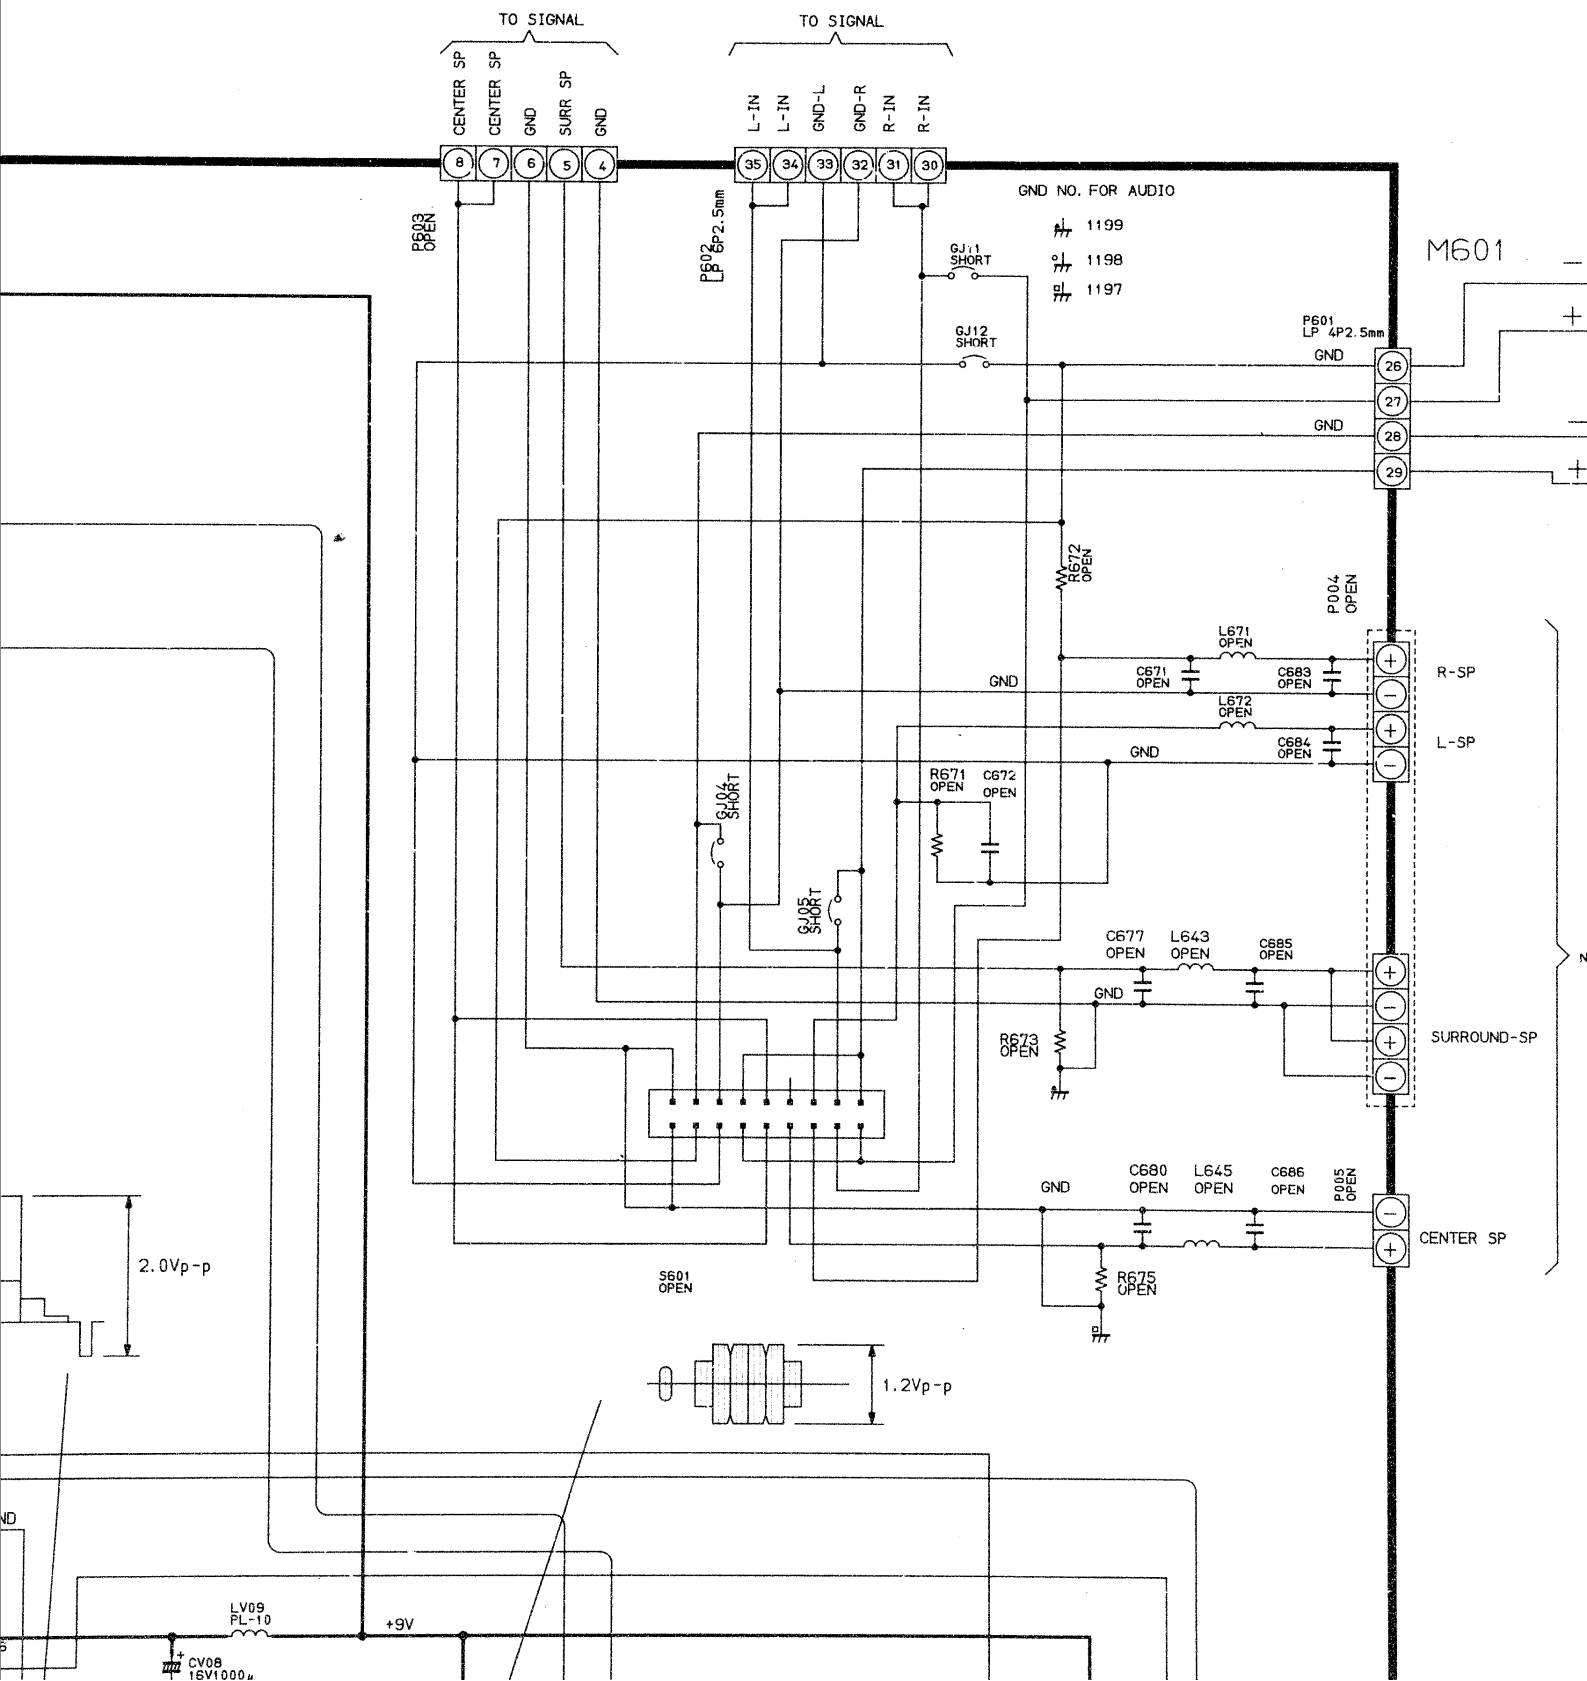 TO SIGNAL
TO SIGNAL
CENTER SP
CENTER SP
GND
SURR SP
GND
L-IN
L-IN
GND-L
GND-R
R-IN
R-IN
8 7 6 5 4
35 34 33 32 31 30
P603
OPEN
P602
LP 6P2.5mm
GND NO. FOR AUDIO
1199
1198
1197
GJ11
SHORT
GJ12
SHORT
M601
−
+
−
+
P601
LP 4P2.5mm
GND
26
27
GND
28
29
R672
OPEN
P004
OPEN
L671
OPEN
C671
OPEN
C683
OPEN
GND
+
−
R-SP
L672
OPEN
C684
OPEN
GND
+
−
L-SP
R671
OPEN
C672
OPEN
GJ04
SHORT
GJ05
SHORT
C677
OPEN
L643
OPEN
C685
OPEN
GND
R673
OPEN
+
−
+
−
SURROUND-SP
N
C680
OPEN
L645
OPEN
C686
OPEN
P005
OPEN
GND
−
+
CENTER SP
R675
OPEN
S601
OPEN
2.0Vp-p
1.2Vp-p
ND
LV09
PL-10
+9V
+
CV08
16V1000µ